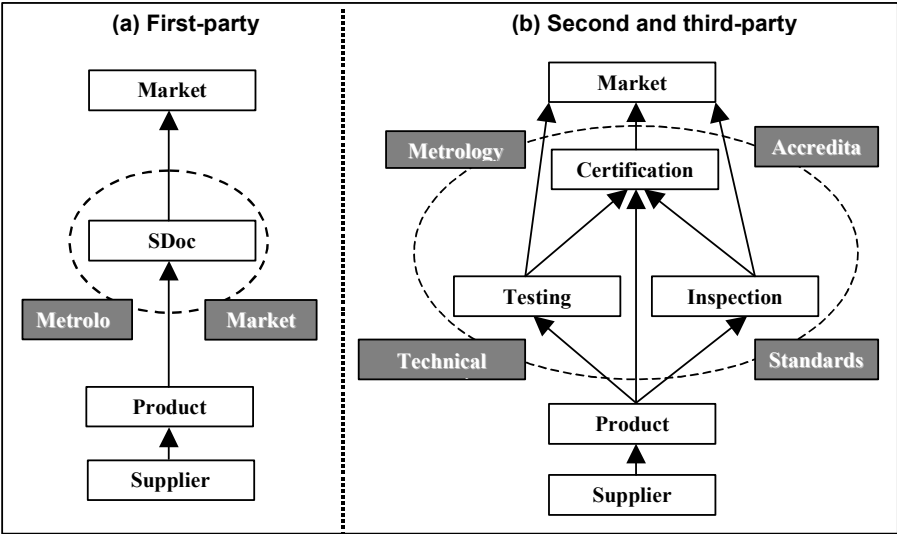 (a) First-party
Market
SDoc
Metrolo
Market
Product
Supplier
(b) Second and third-party
Market
Metrology
Accredita
Certification
Testing
Inspection
Technical
Standards
Product
Supplier